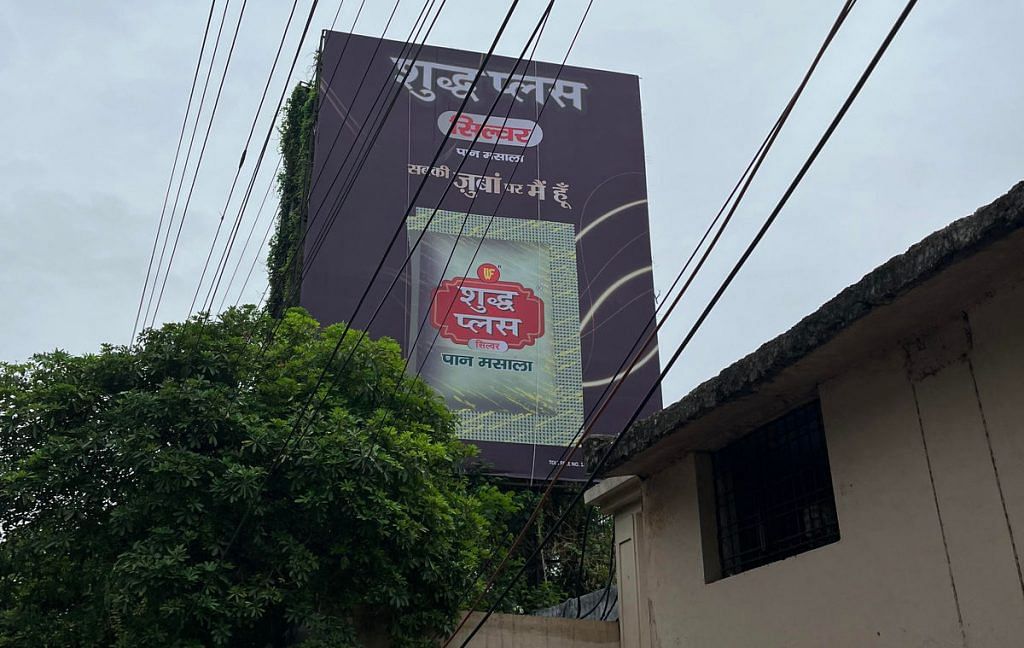 शुद्ध प्लस
सिल्वर
पान मसाला
सबकी ज़ुबां पर मैं हूँ
शुद्ध
प्लस
सिल्वर
पान मसाला